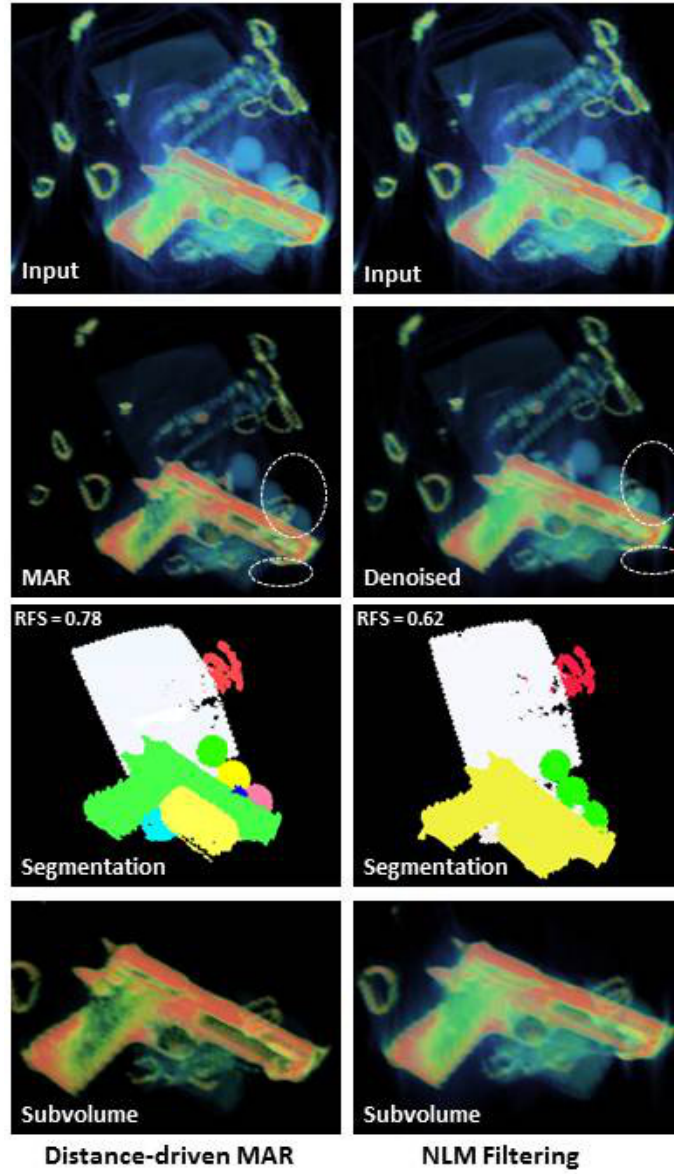 Input
Input
MAR
Denoised
RFS = 0.78
RFS = 0.62
Segmentation
Segmentation
Subvolume
Subvolume
Distance-driven MAR
NLM Filtering